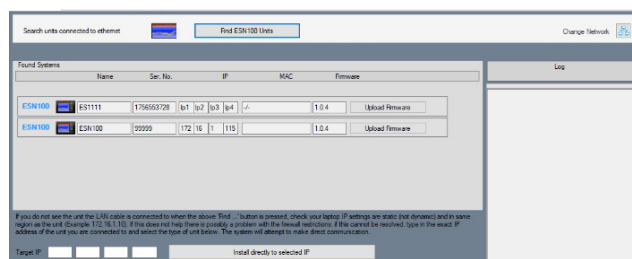 Search units connected to ethernet
Find ESN100 Units
Change Network
Found Systems
Log
Name Ser. No. IP MAC Firmware
ESN100 ES1111 1756553728 Ip1 Ip2 Ip3 Ip4 -/- 1.0.4 Upload Firmware
ESN100 ESN100 99999 172 16 1 115 1.0.4 Upload Firmware
If you do not see the unit the LAN cable is connected to when the above 'Find ...' button is pressed, check your laptop IP settings are static (not dynamic) and in same
region as the unit (Example 172.16.1.10). If this does not help there is possibly a problem with the firewall restrictions. if this cannot be resolved, type in the exact IP
address of the unit you are connected to and select the type of unit below. The system will attempt to make direct communication.
Target IP
Install directly to selected IP